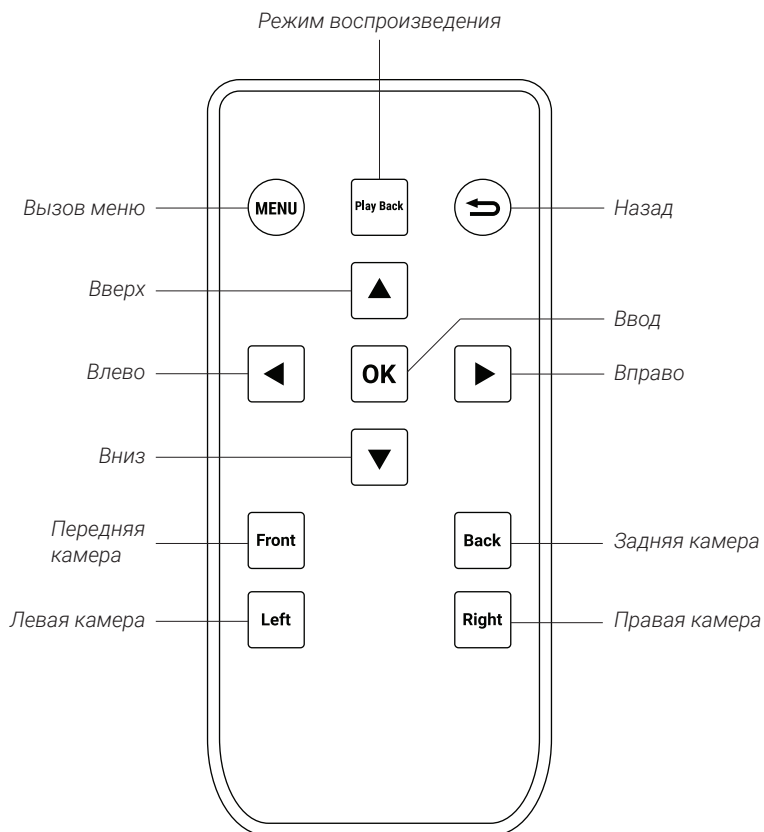 Режим воспроизведения
Вызов меню
MENU
Play Back
Назад
Вверх
Ввод
Влево
OK
Вправо
Вниз
Передняя
камера
Front
Back
Задняя камера
Левая камера
Left
Right
Правая камера